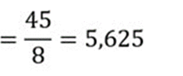 = 45/8 = 5,625